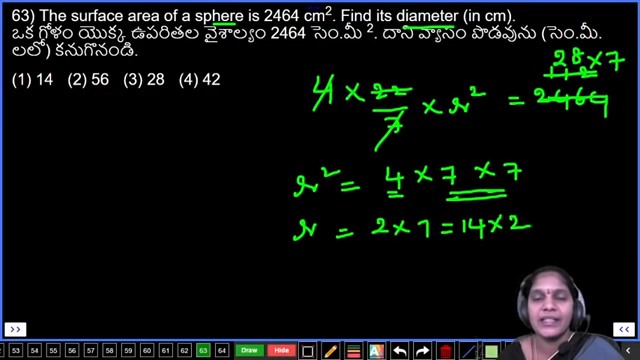 63) The surface area of a sphere is 2464 cm². Find its diameter (in cm).
ఒక గోళం యొక్క ఉపరితల వైశాల్యం 2464 సెం.మీ ². దాని వ్యాసం పొడవును (సెం.మీ.
లలో) కనుగొనండి.
(1) 14 (2) 56 (3) 28 (4) 42
28 × 7
112
4 × 22/7 × r² = 2464
r² = 4 × 7 × 7
r = 2 × 7 = 14 × 2
>> 52 53 54 55 56 57 58 59 60 61 62 63 64 Draw Hide >>